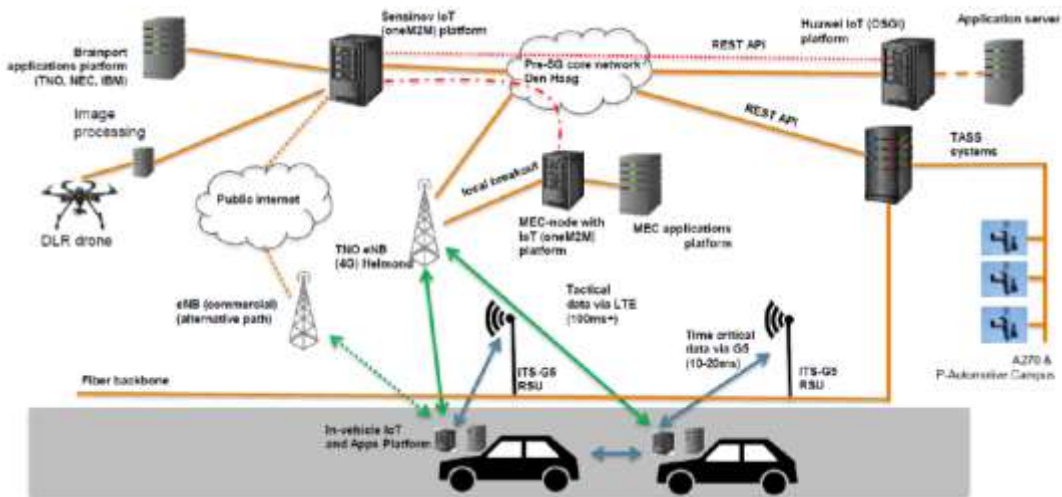 Sensinov IoT
(oneM2M) platform
Huawei IoT (OSGI)
platform
Application server
Brainport
applications platform
(TNO, NEC, IBM)
REST API
Pre-5G core network
Den Haag
Image
processing
REST API
TASS
systems
Public internet
local breakout
DLR drone
MEC-node with
IoT (oneM2M)
platform
MEC applications
platform
TNO eNB
(4G) Helmond
eNB (commercial)
(alternative path)
Tactical
data via LTE
(100ms+)
Time critical
data via G5
(10-20ms)
A270 &
P-Automotive Campus
Fiber backbone
ITS-G5
RSU
ITS-G5
RSU
In-vehicle IoT
and Apps Platform